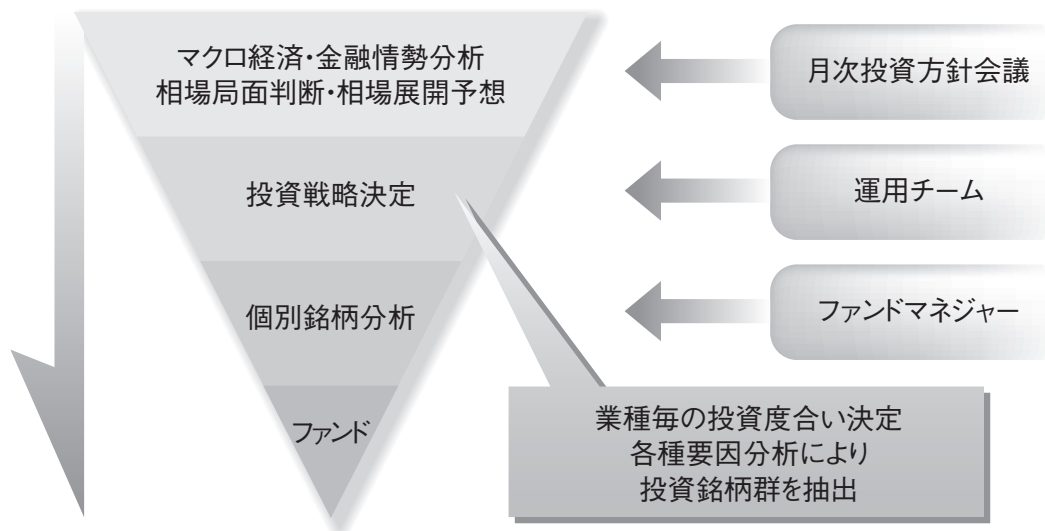 マクロ経済・金融情勢分析
相場局面判断・相場展開予想
月次投資方針会議
投資戦略決定
運用チーム
個別銘柄分析
ファンドマネジャー
ファンド
業種毎の投資度合い決定
各種要因分析により
投資銘柄群を抽出